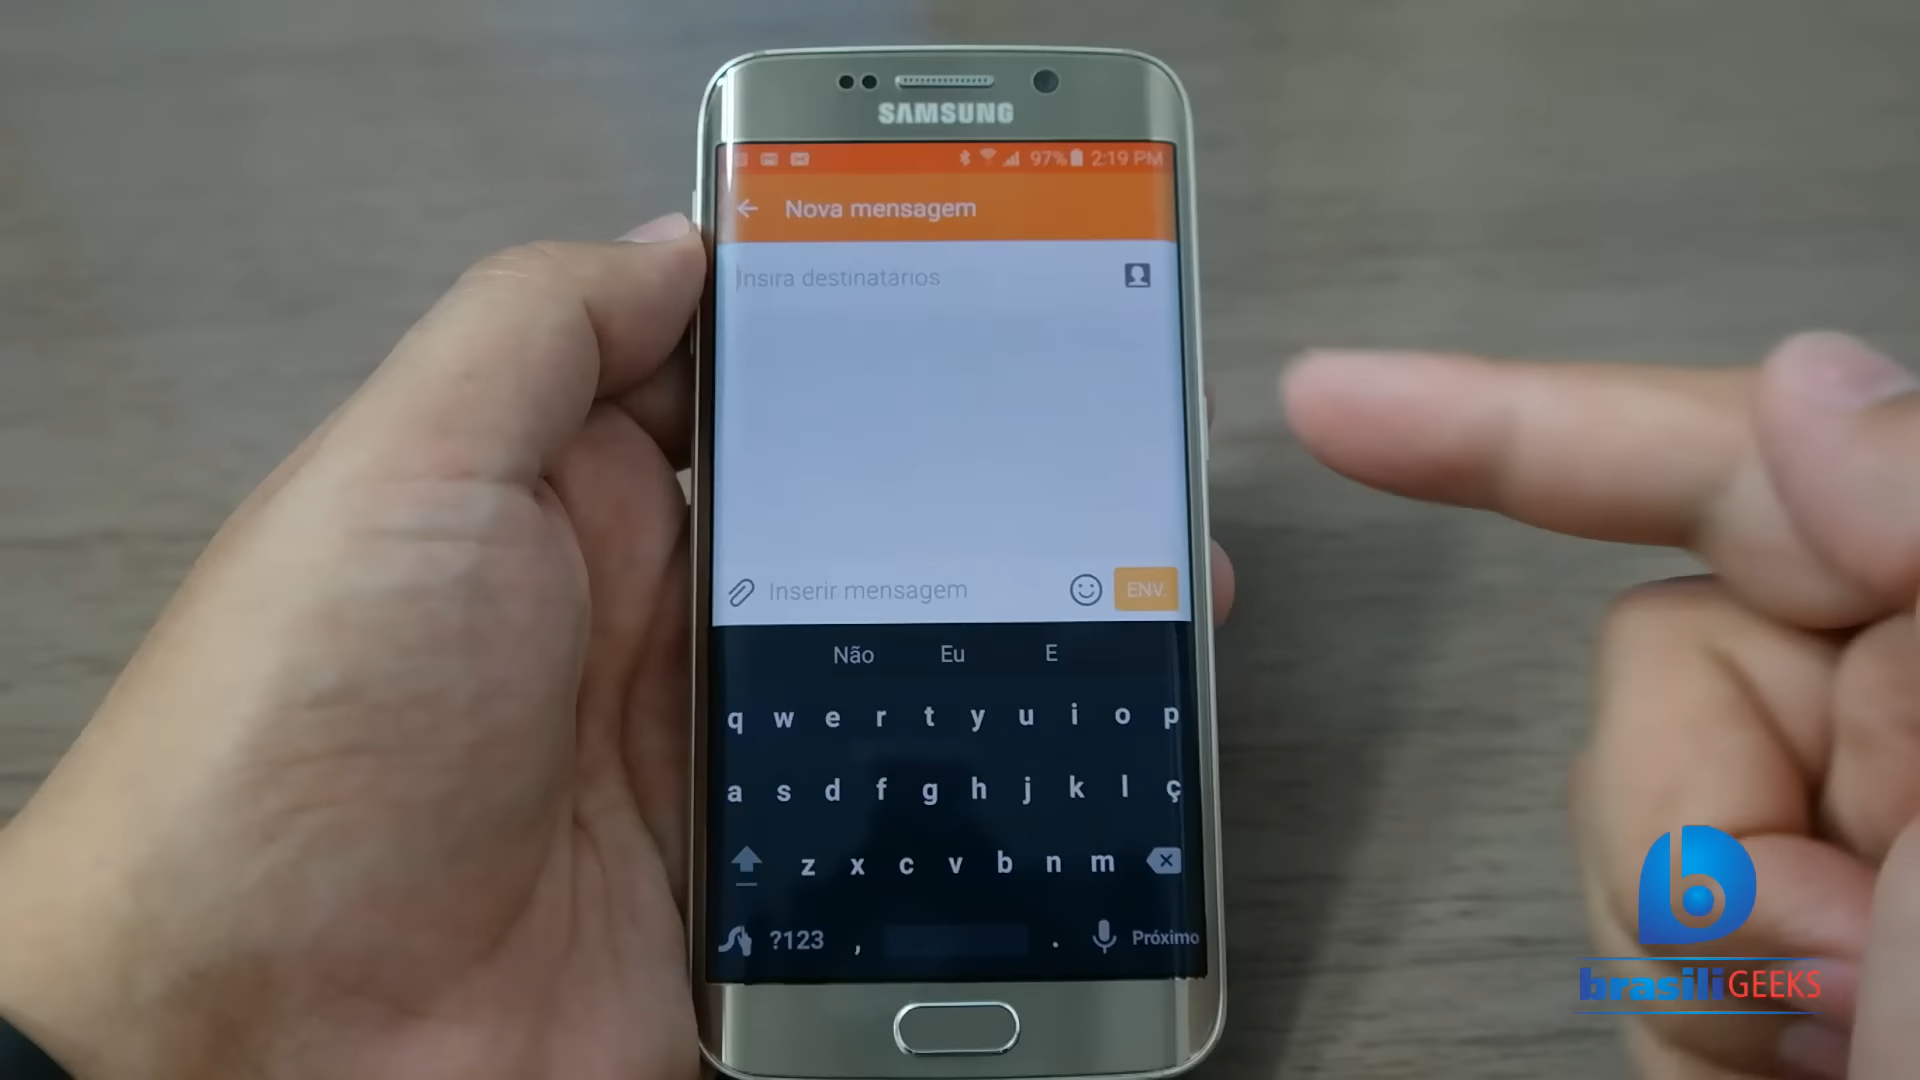 SAMSUNG
97% 2:19 PM
Nova mensagem
Insira destinatários
Inserir mensagem
ENV.
Não Eu E
q w e r t y u i o p
a s d f g h j k l ç
z x c v b n m
?123 , . Próximo
b
brasiliGEEKS